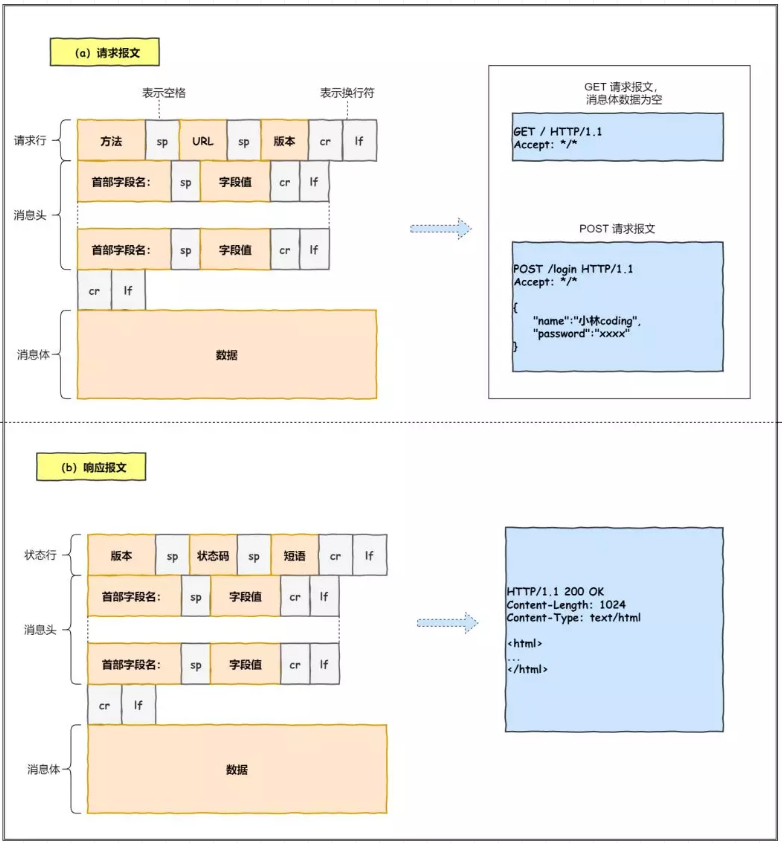 （a）请求报文
表示空格
表示换行符
请求行
方法 sp URL sp 版本 cr lf
消息头
首部字段名： sp 字段值 cr lf
首部字段名： sp 字段值 cr lf
cr lf
消息体
数据
GET 请求报文，
消息体数据为空
GET / HTTP/1.1
Accept: */*
POST 请求报文
POST /login HTTP/1.1
Accept: */*
{
"name":"小林coding",
"password":"xxxx"
}
（b）响应报文
状态行
版本 sp 状态码 sp 短语 cr lf
消息头
首部字段名： sp 字段值 cr lf
首部字段名： sp 字段值 cr lf
cr lf
消息体
数据
HTTP/1.1 200 OK
Content-Length: 1024
Content-Type: text/html
<html>
...
</html>